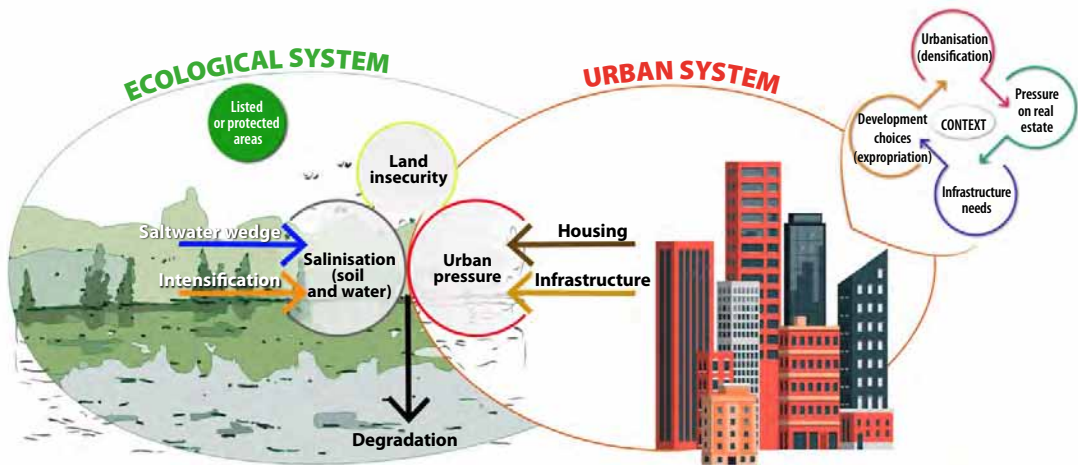 ECOLOGICAL SYSTEM
Listed
or protected
areas
Land
insecurity
Saltwater wedge
Intensification
Salinisation
(soil
and water)
Urban
pressure
Degradation
URBAN SYSTEM
Housing
Infrastructure
Urbanisation
(densification)
Pressure
on real
estate
Development
choices
(expropriation)
CONTEXT
Infrastructure
needs